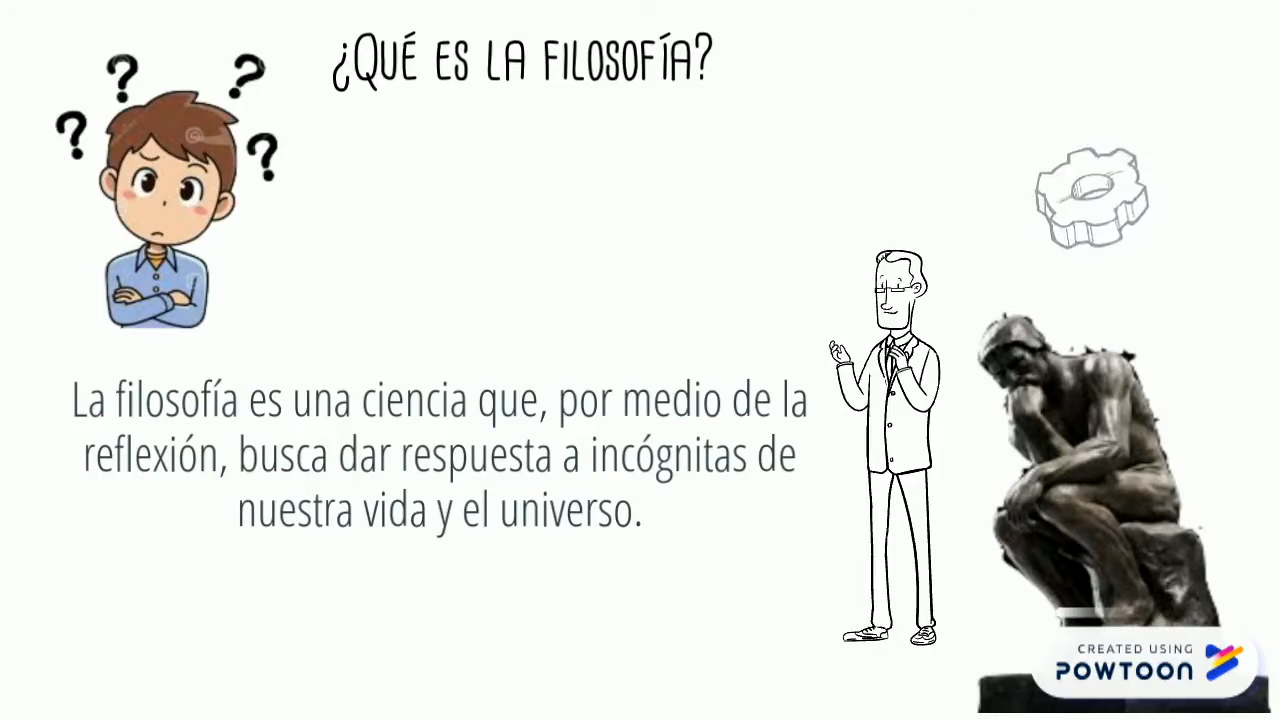 ¿QUÉ ES LA FILOSOFÍA?
? ? ? ?
La filosofía es una ciencia que, por medio de la
reflexión, busca dar respuesta a incógnitas de
nuestra vida y el universo.
CREATED USING
POWTOON